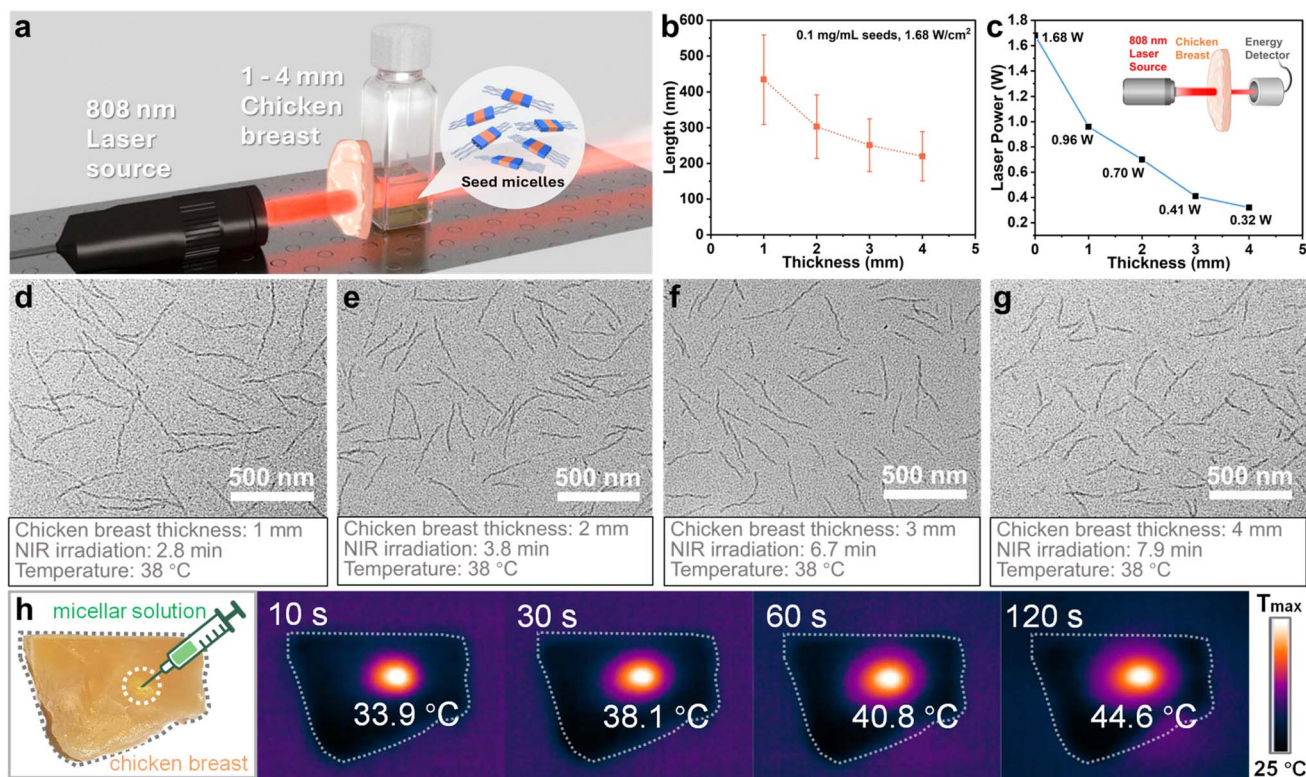 a
808 nm
Laser
source
1 - 4 mm
Chicken
breast
Seed micelles
b
0.1 mg/mL seeds, 1.68 W/cm²
Length (nm)
600
500
400
300
200
100
0
0 1 2 3 4 5
Thickness (mm)
c
Laser Power (W)
1.8
1.6
1.4
1.2
1.0
0.8
0.6
0.4
0.2
1.68 W
0.96 W
0.70 W
0.41 W
0.32 W
808 nm
Laser
Source
Chicken
Breast
Energy
Detector
0 1 2 3 4 5
Thickness (mm)
d
500 nm
Chicken breast thickness: 1 mm
NIR irradiation: 2.8 min
Temperature: 38 °C
e
500 nm
Chicken breast thickness: 2 mm
NIR irradiation: 3.8 min
Temperature: 38 °C
f
500 nm
Chicken breast thickness: 3 mm
NIR irradiation: 6.7 min
Temperature: 38 °C
g
500 nm
Chicken breast thickness: 4 mm
NIR irradiation: 7.9 min
Temperature: 38 °C
h
micellar solution
chicken breast
10 s
33.9 °C
30 s
38.1 °C
60 s
40.8 °C
120 s
44.6 °C
Tmax
25 °C